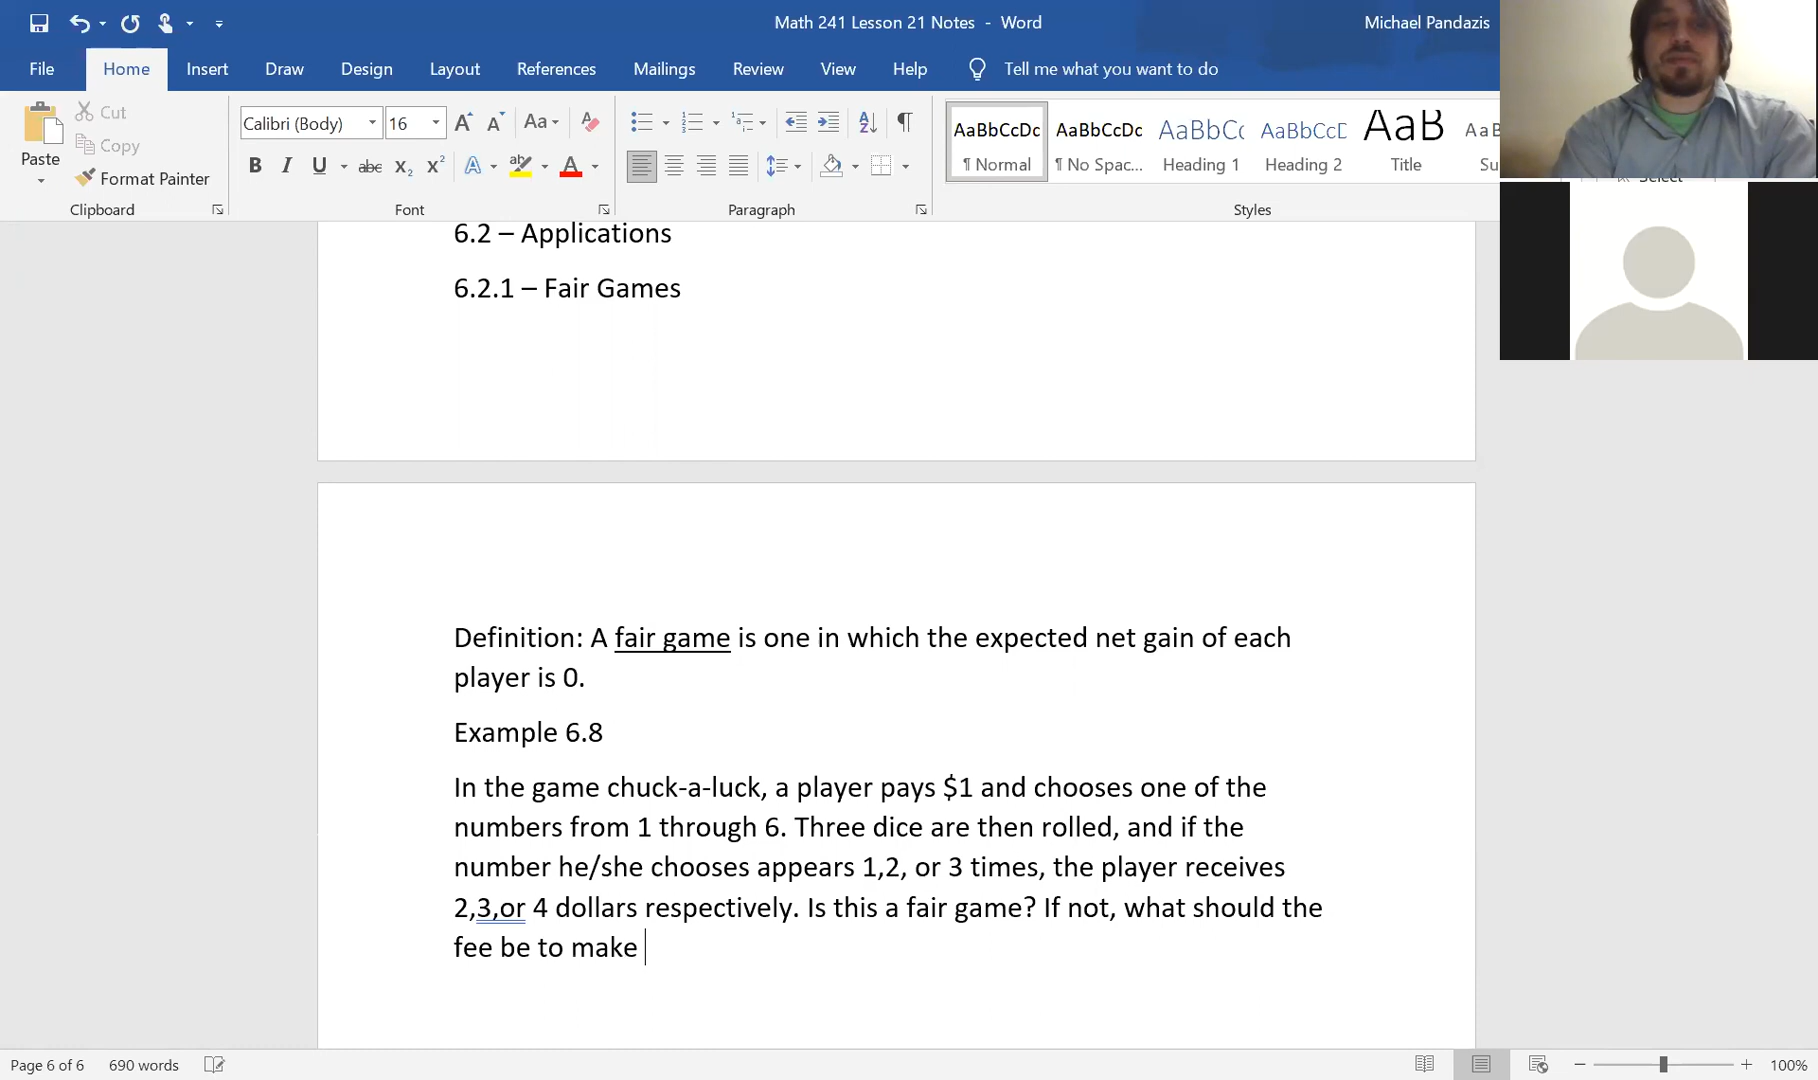 Math 241 Lesson 21 Notes - Word
Michael Pandazis
File Home Insert Draw Design Layout References Mailings Review View Help Tell me what you want to do
Paste
Cut
Copy
Format Painter
Clipboard
Calibri (Body) 16
Font
Paragraph
AaBbCcDc AaBbCcDc AaBbCc AaBbCcD AaB AaB
¶ Normal ¶ No Spac... Heading 1 Heading 2 Title Su
Styles
Select
6.2 – Applications
6.2.1 – Fair Games
Definition: A fair game is one in which the expected net gain of each
player is 0.
Example 6.8
In the game chuck-a-luck, a player pays $1 and chooses one of the
numbers from 1 through 6. Three dice are then rolled, and if the
number he/she chooses appears 1,2, or 3 times, the player receives
2,3,or 4 dollars respectively. Is this a fair game? If not, what should the
fee be to make
Page 6 of 6 690 words 100%